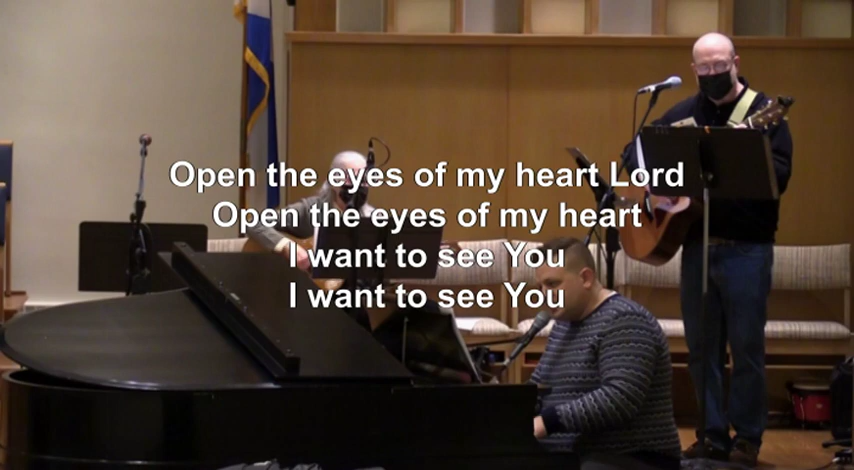 Open the eyes of my heart Lord
Open the eyes of my heart
I want to see You
I want to see You